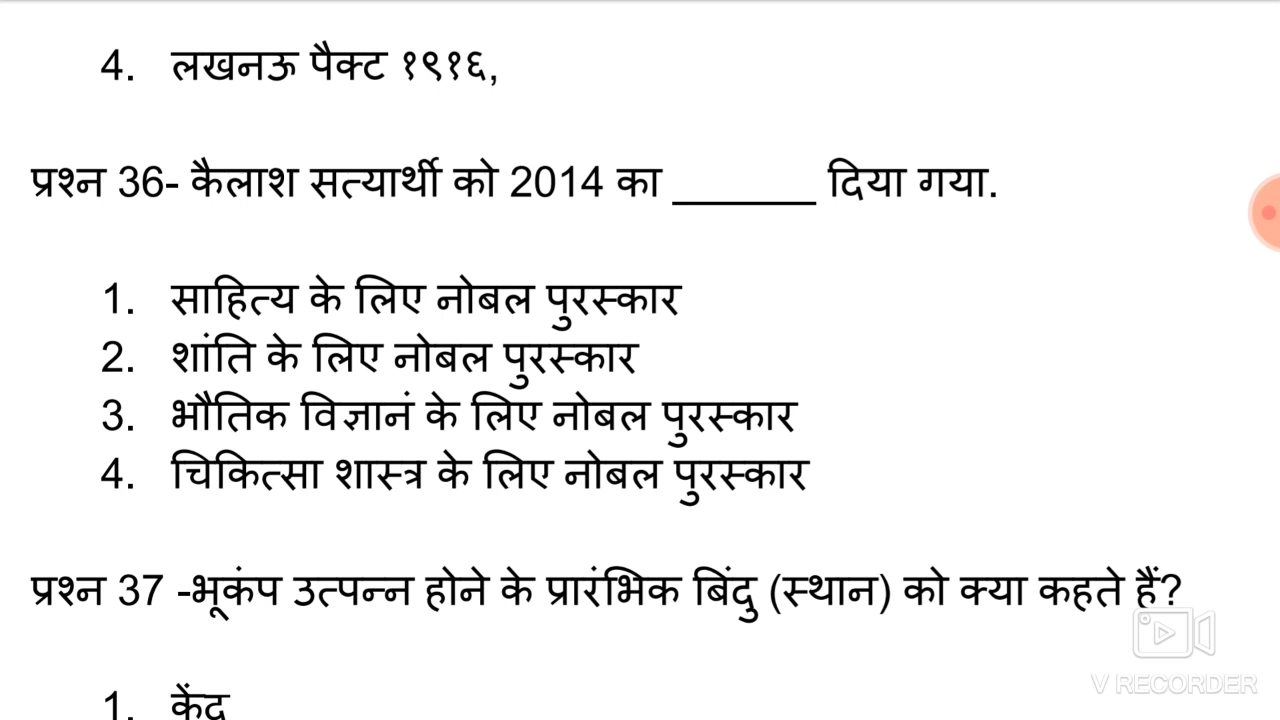 4. लखनऊ पैक्ट १९१६,
प्रश्न 36- कैलाश सत्यार्थी को 2014 का ______ दिया गया.
1. साहित्य के लिए नोबल पुरस्कार
2. शांति के लिए नोबल पुरस्कार
3. भौतिक विज्ञानं के लिए नोबल पुरस्कार
4. चिकित्सा शास्त्र के लिए नोबल पुरस्कार
प्रश्न 37 -भूकंप उत्पन्न होने के प्रारंभिक बिंदु (स्थान) को क्या कहते हैं?
V RECORDER
1. केंद्र